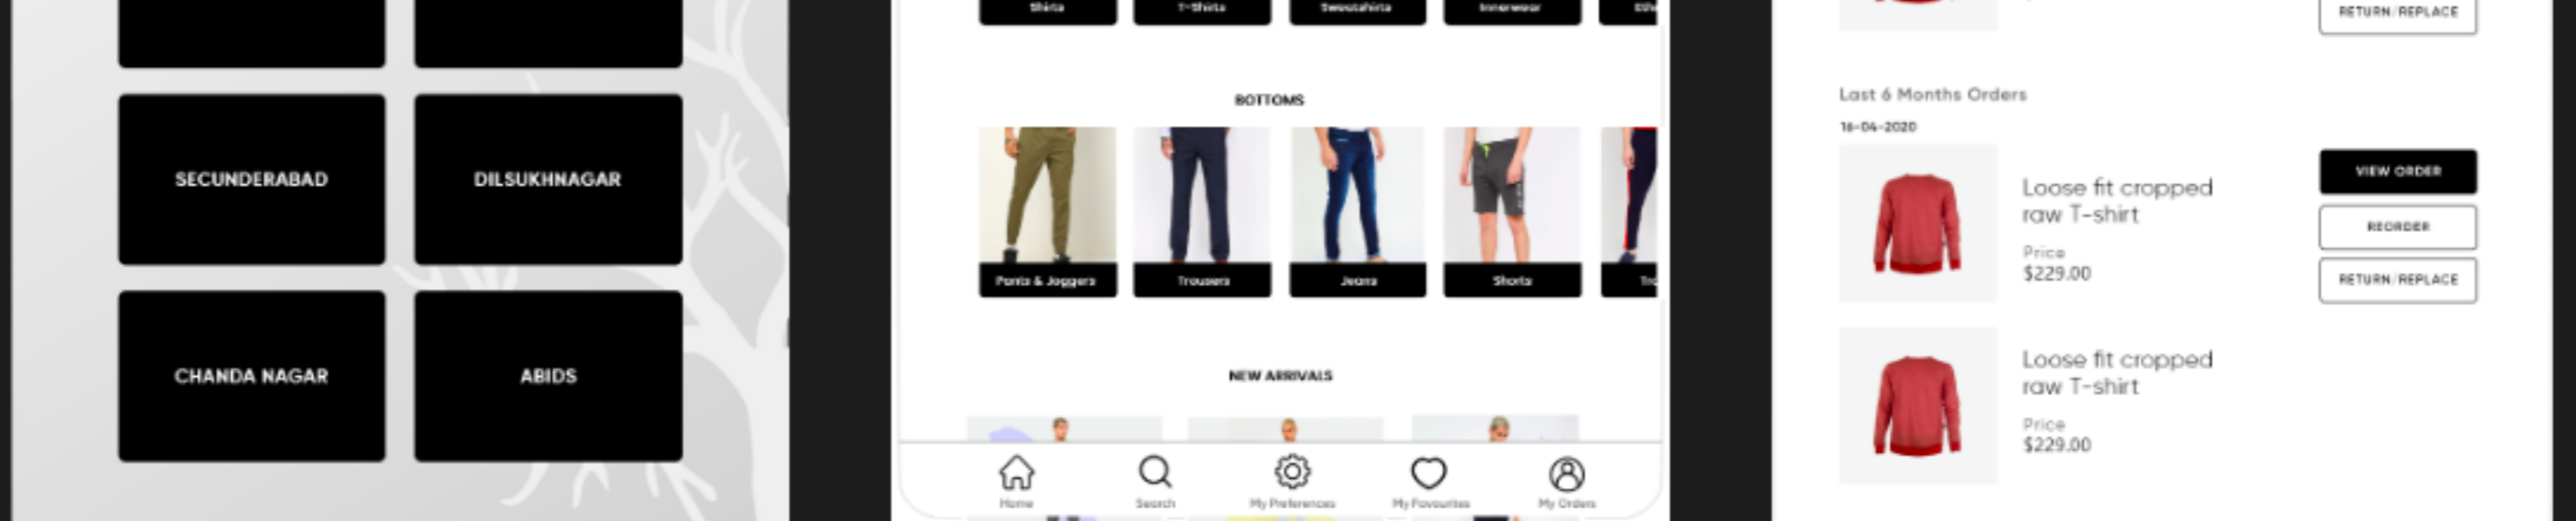 SECUNDERABAD
DILSUKHNAGAR
CHANDA NAGAR
ABIDS
Shirts
T-Shirts
Sweatshirts
Innerwear
BOTTOMS
Pants & Joggers
Trousers
Jeans
Shorts
NEW ARRIVALS
Home
Search
My Preferences
My Favourites
My Orders
RETURN/REPLACE
Last 6 Months Orders
16-04-2020
Loose fit cropped
raw T-shirt
Price
$229.00
VIEW ORDER
REORDER
RETURN/REPLACE
Loose fit cropped
raw T-shirt
Price
$229.00